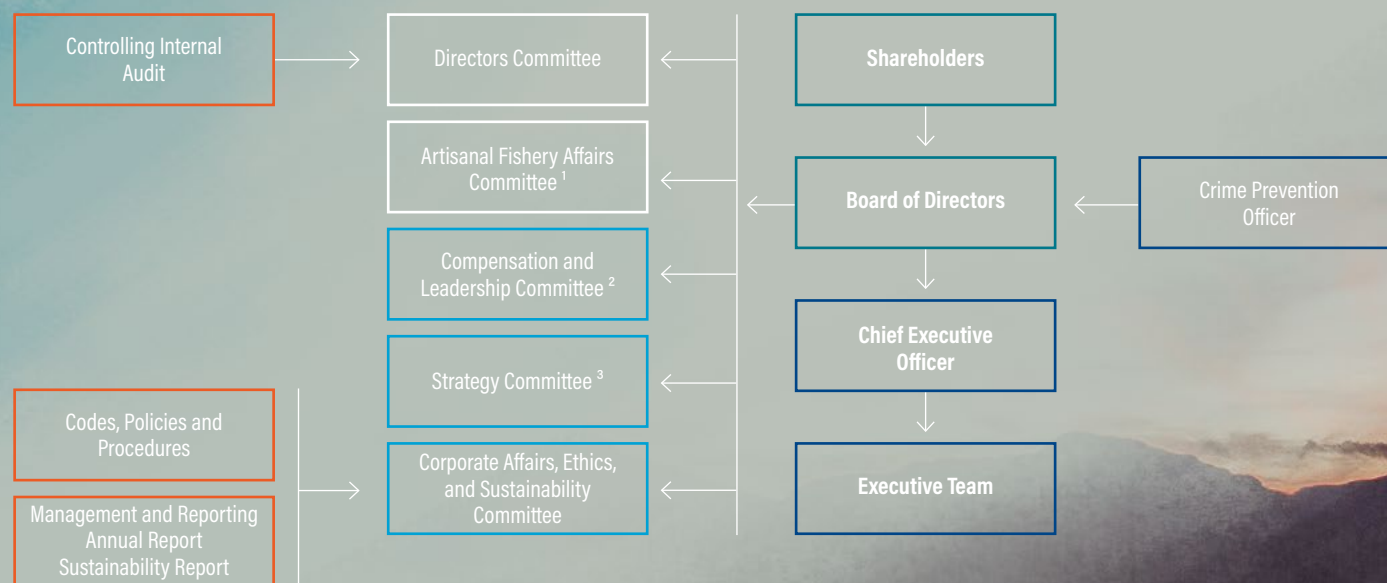 Controlling Internal
Audit
Directors Committee
Shareholders
Artisanal Fishery Affairs
Committee ¹
Board of Directors
Crime Prevention
Officer
Compensation and
Leadership Committee ²
Chief Executive
Officer
Strategy Committee ³
Codes, Policies and
Procedures
Corporate Affairs, Ethics,
and Sustainability
Committee
Executive Team
Management and Reporting
Annual Report
Sustainability Report